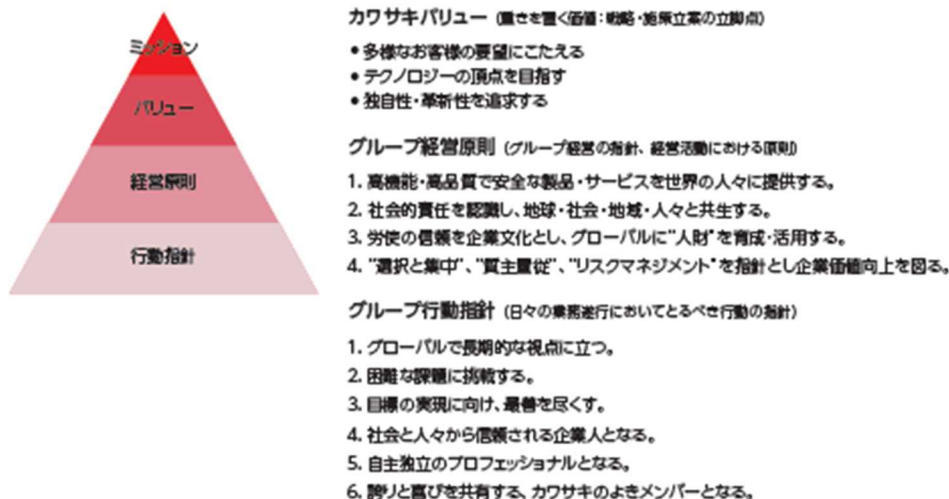 ミッション
バリュー
経営原則
行動指針
カワサキバリュー (重きを置く価値：戦略・施策立案の立脚点)
• 多様なお客様の要望にこたえる
• テクノロジーの頂点を目指す
• 独自性・革新性を追求する
グループ経営原則 (グループ経営の指針、経営活動における原則)
1. 高機能・高品質で安全な製品・サービスを世界の人々に提供する。
2. 社会的責任を認識し、地球・社会・地域・人々と共生する。
3. 労使の信頼を企業文化とし、グローバルに"人財"を育成・活用する。
4. "選択と集中"、"質主量従"、"リスクマネジメント"を指針とし企業価値向上を図る。
グループ行動指針 (日々の業務遂行においてとるべき行動の指針)
1. グローバルで長期的な視点に立つ。
2. 困難な課題に挑戦する。
3. 目標の実現に向け、最善を尽くす。
4. 社会と人々から信頼される企業人となる。
5. 自主独立のプロフェッショナルとなる。
6. 誇りと喜びを共有する、カワサキのよきメンバーとなる。